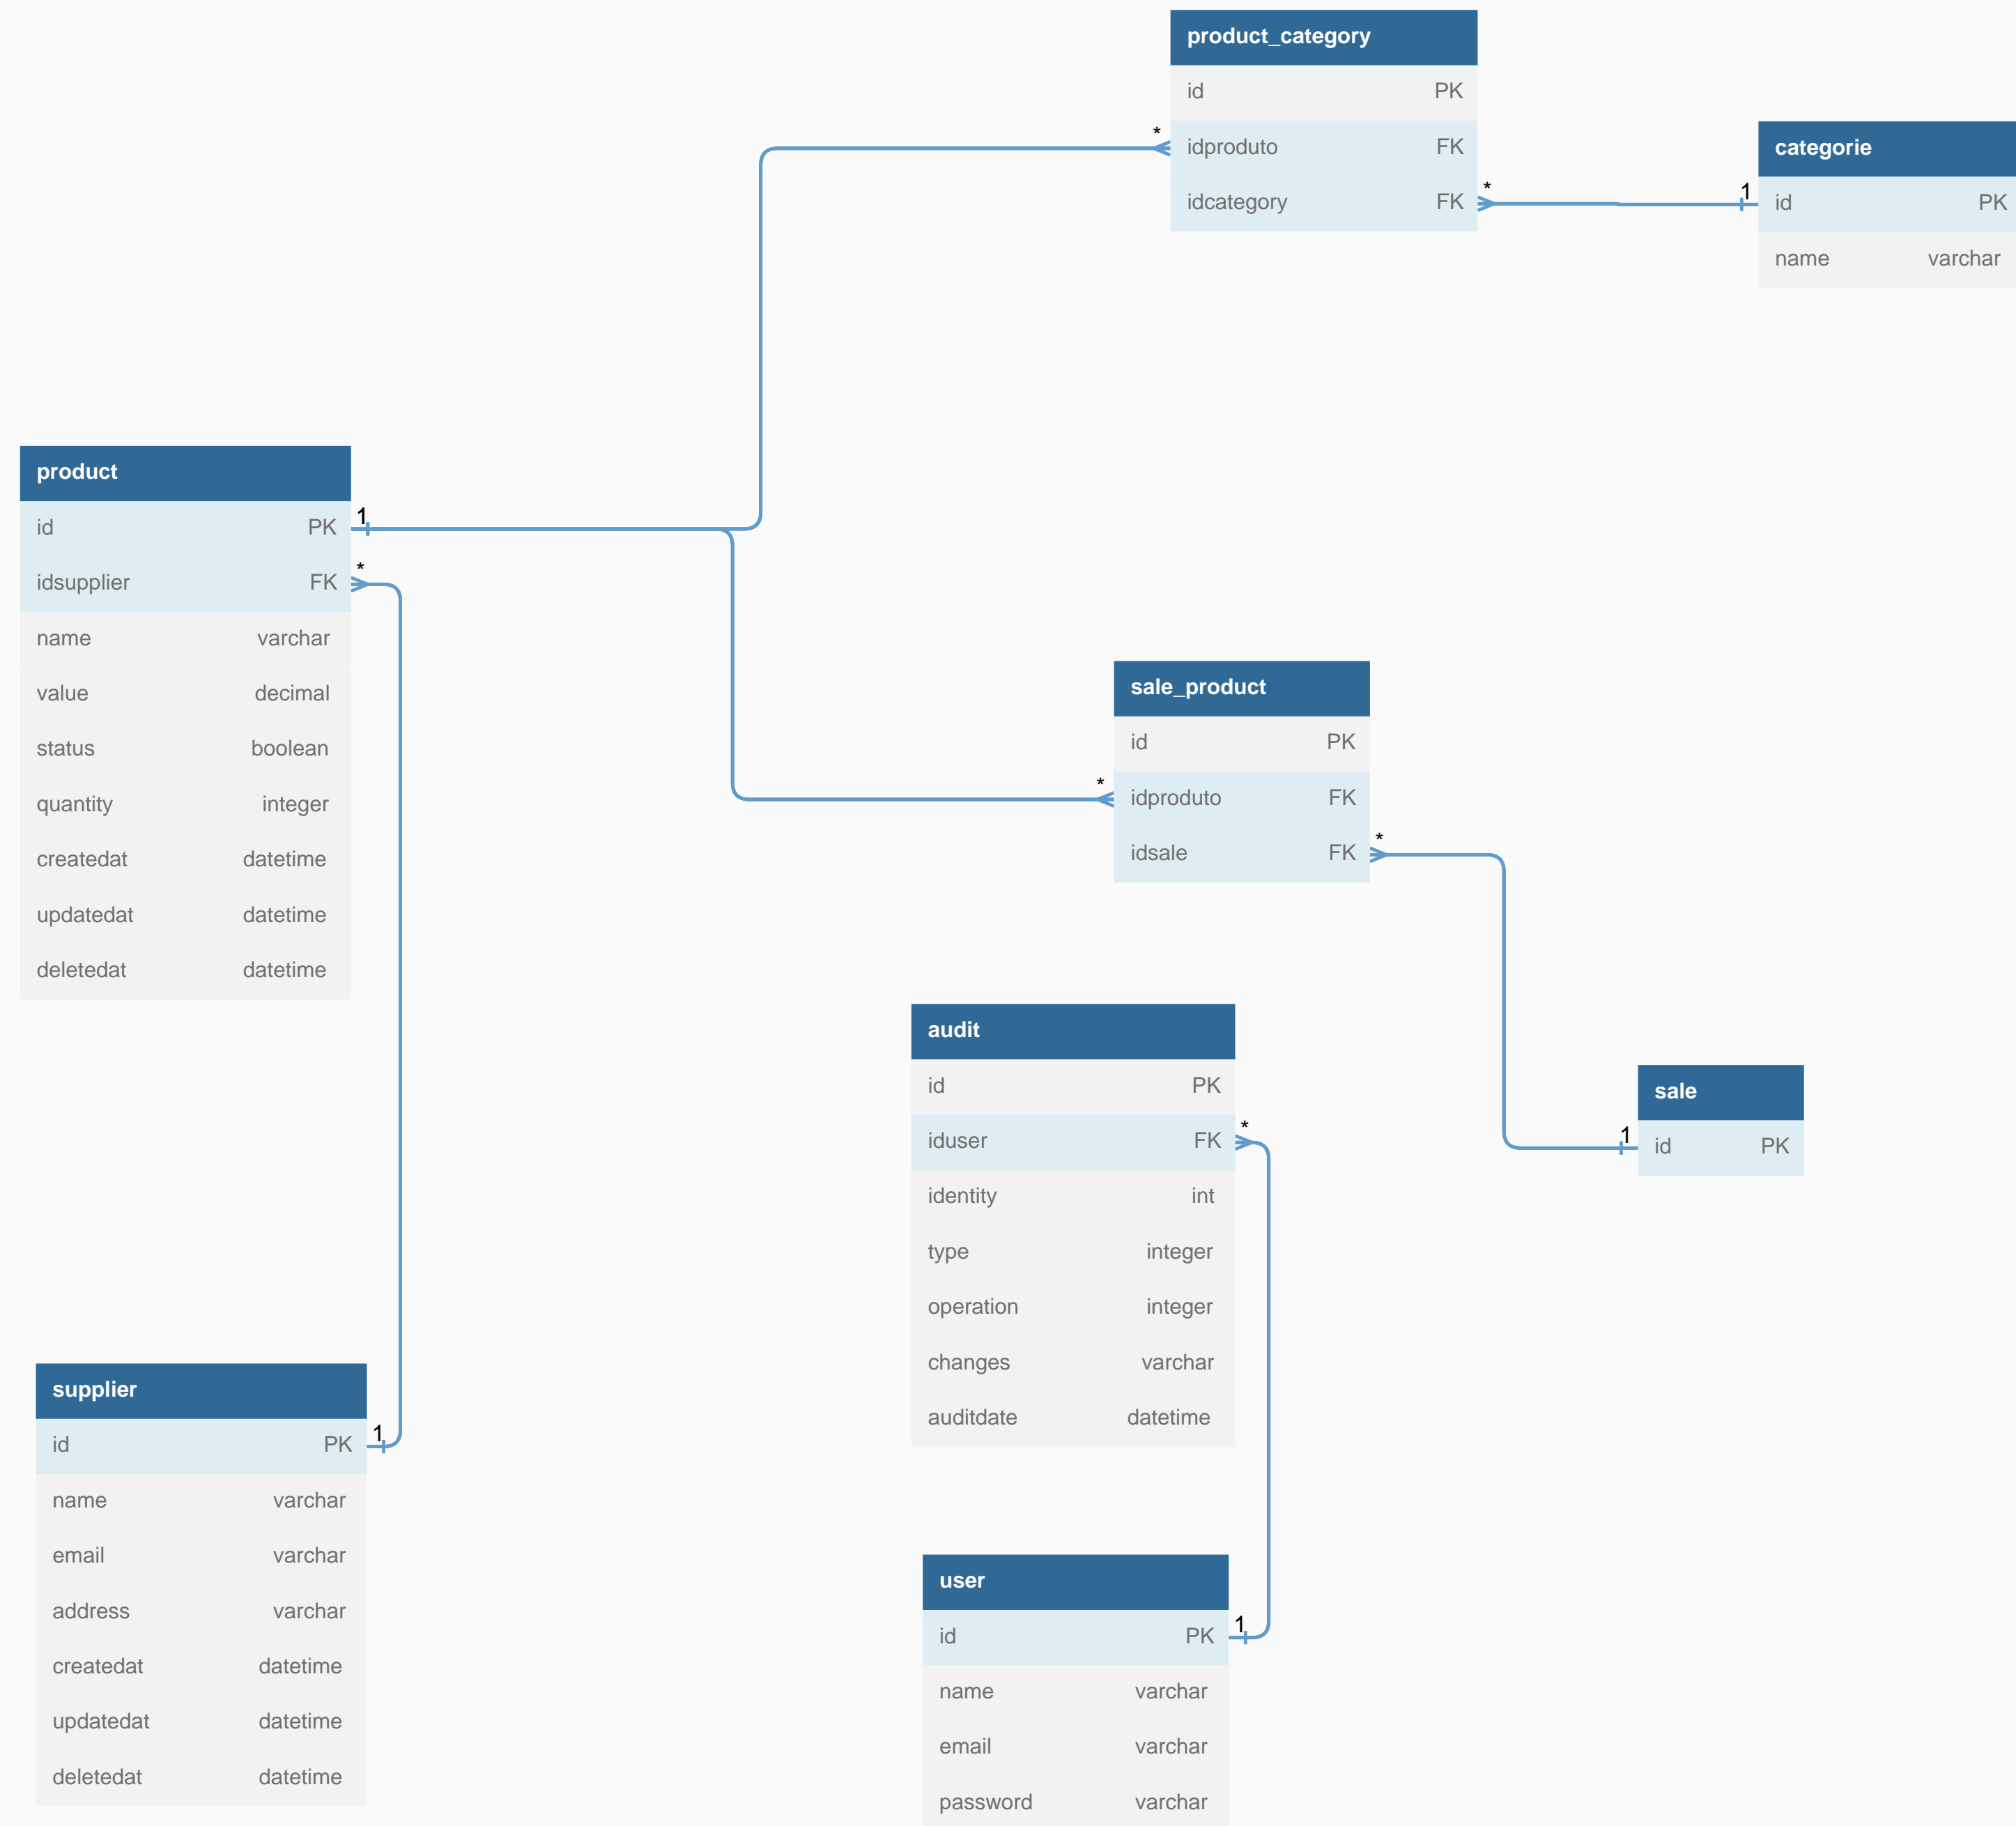 product_category
id PK
* idproduto FK
idcategory FK *
categorie
1 id PK
name varchar
product
id PK 1
idsupplier FK *
name varchar
value decimal
status boolean
quantity integer
createdat datetime
updatedat datetime
deletedat datetime
sale_product
id PK
* idproduto FK
idsale FK *
audit
id PK
iduser FK *
identity int
type integer
operation integer
changes varchar
auditdate datetime
sale
1 id PK
supplier
id PK 1
name varchar
email varchar
address varchar
createdat datetime
updatedat datetime
deletedat datetime
user
id PK 1
name varchar
email varchar
password varchar